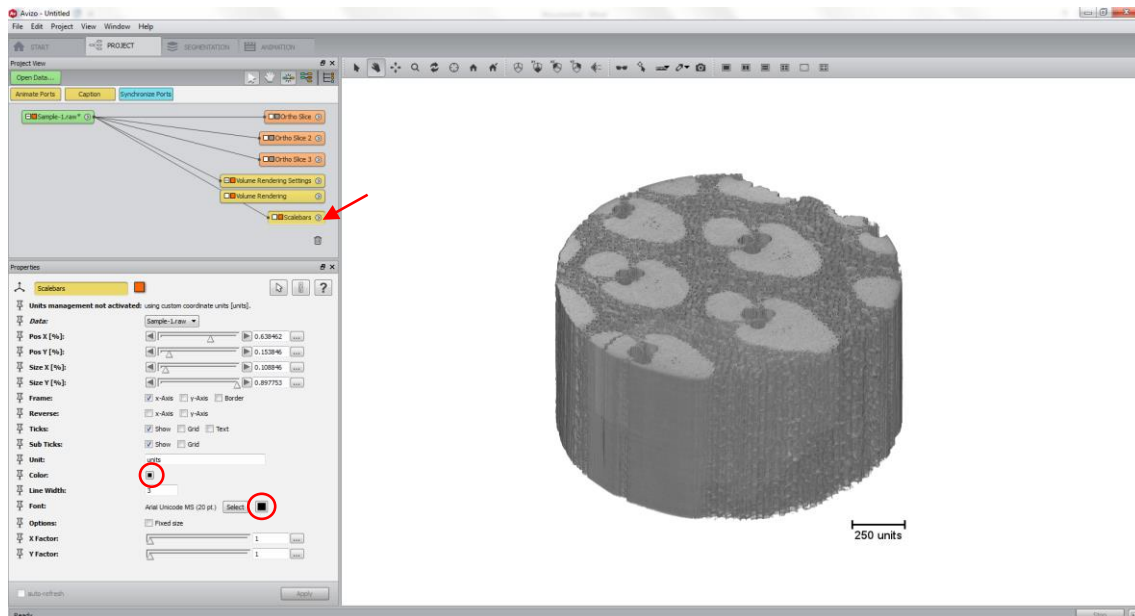 Avizo - Untitled
File Edit Project View Window Help
START PROJECT SEGMENTATION ANIMATION
Project View
Open Data...
Animate Ports Caption Synchronize Ports
Sample-1.raw* Ortho Slice
Ortho Slice 2
Ortho Slice 3
Volume Rendering Settings
Volume Rendering
Scalebars
Properties
Scalebars ?
Units management not activated: using custom coordinate units [units].
Data: Sample-1.raw
Pos X [%]: 0.638462 ...
Pos Y [%]: 0.153846 ...
Size X [%]: 0.108846 ...
Size Y [%]: 0.897753 ...
Frame: x-Axis y-Axis Border
Reverse: x-Axis y-Axis
Ticks: Show Grid Text
Sub Ticks: Show Grid
Unit: units
Color:
Line Width: 3
Font: Arial Unicode MS (20 pt.) Select
Options: Fixed size
X Factor: 1 ...
Y Factor: 1 ...
auto-refresh Apply
Ready
250 units